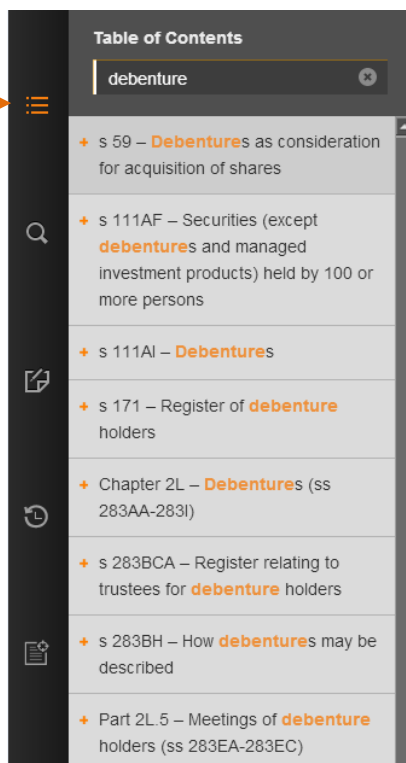 Table of Contents
debenture
+ s 59 – Debentures as consideration
for acquisition of shares
+ s 111AF – Securities (except
debentures and managed
investment products) held by 100 or
more persons
+ s 111AI – Debentures
+ s 171 – Register of debenture
holders
+ Chapter 2L – Debentures (ss
283AA-283I)
+ s 283BCA – Register relating to
trustees for debenture holders
+ s 283BH – How debentures may be
described
+ Part 2L.5 – Meetings of debenture
holders (ss 283EA-283EC)